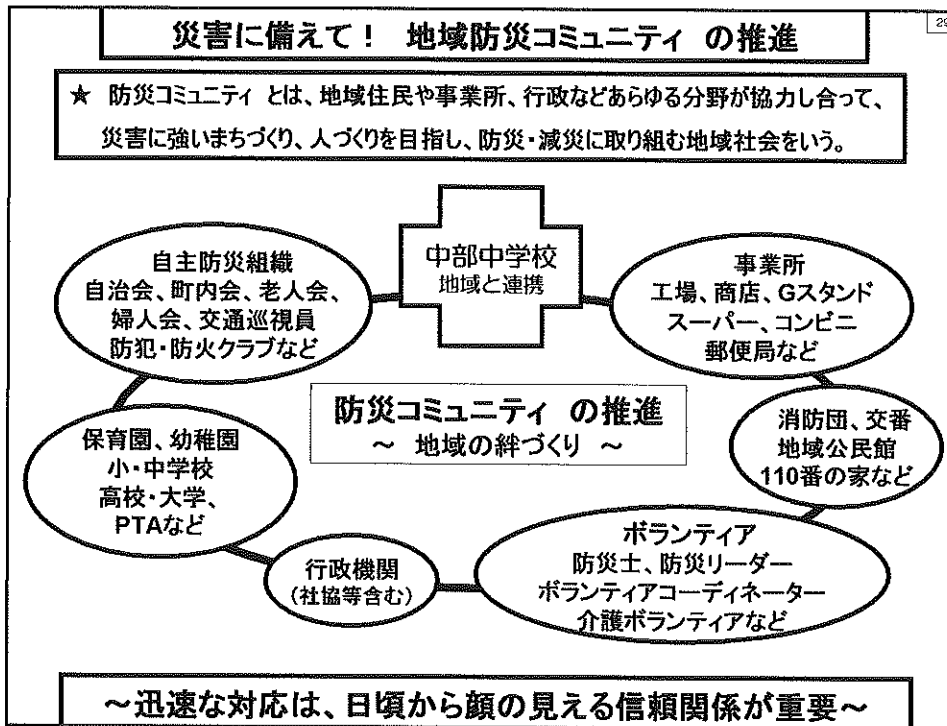 29
災害に備えて！ 地域防災コミュニティ の推進
★ 防災コミュニティ とは、地域住民や事業所、行政などあらゆる分野が協力し合って、
災害に強いまちづくり、人づくりを目指し、防災・減災に取り組む地域社会をいう。
中部中学校
地域と連携
自主防災組織
自治会、町内会、老人会、
婦人会、交通巡視員
防犯・防火クラブなど
事業所
工場、商店、Gスタンド
スーパー、コンビニ
郵便局など
防災コミュニティ の推進
～ 地域の絆づくり ～
保育園、幼稚園
小・中学校
高校・大学、
PTAなど
消防団、交番
地域公民館
110番の家など
行政機関
（社協等含む）
ボランティア
防災士、防災リーダー
ボランティアコーディネーター
介護ボランティアなど
～迅速な対応は、日頃から顔の見える信頼関係が重要～